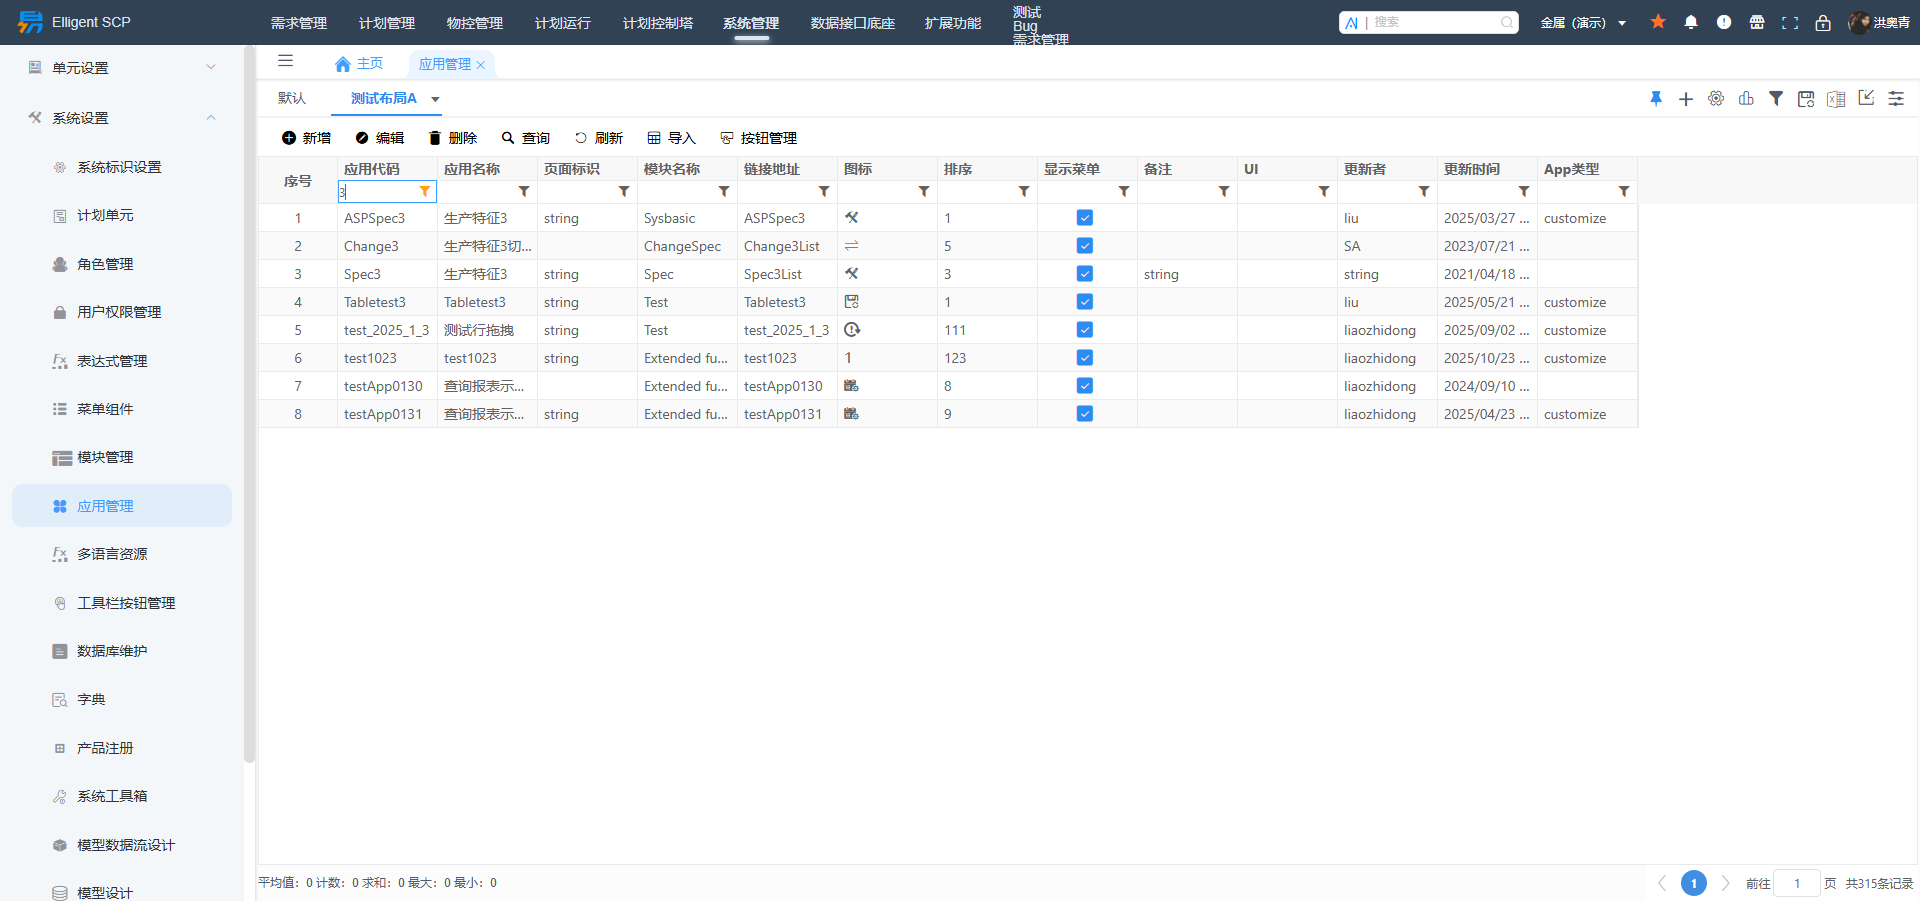 Elligent SCP
需求管理 计划管理 物控管理 计划运行 计划控制塔 系统管理 数据接口底座 扩展功能 测试
Bug
需求管理
AI | 搜索
金属（演示）
洪奥青
单元设置
系统设置
系统标识设置
计划单元
角色管理
用户权限管理
表达式管理
菜单组件
模块管理
应用管理
多语言资源
工具栏按钮管理
数据库维护
字典
产品注册
系统工具箱
模型数据流设计
模型设计
主页 应用管理
默认 测试布局A
新增 编辑 删除 查询 刷新 导入 按钮管理
序号 应用代码 应用名称 页面标识 模块名称 链接地址 图标 排序 显示菜单 备注 UI 更新者 更新时间 App类型
3
1 ASPSpec3 生产特征3 string Sysbasic ASPSpec3 1 liu 2025/03/27 ... customize
2 Change3 生产特征3切... ChangeSpec Change3List 5 SA 2023/07/21 ...
3 Spec3 生产特征3 string Spec Spec3List 3 string string 2021/04/18 ...
4 Tabletest3 Tabletest3 string Test Tabletest3 1 liu 2025/05/21 ... customize
5 test_2025_1_3 测试行拖拽 string Test test_2025_1_3 111 liaozhidong 2025/09/02 ... customize
6 test1023 test1023 string Extended fu... test1023 1 123 liaozhidong 2025/10/23 ... customize
7 testApp0130 查询报表示... Extended fu... testApp0130 8 liaozhidong 2024/09/10 ...
8 testApp0131 查询报表示... string Extended fu... testApp0131 9 liaozhidong 2025/04/23 ... customize
平均值：0 计数：0 求和：0 最大：0 最小：0
1 前往 1 页 共315条记录